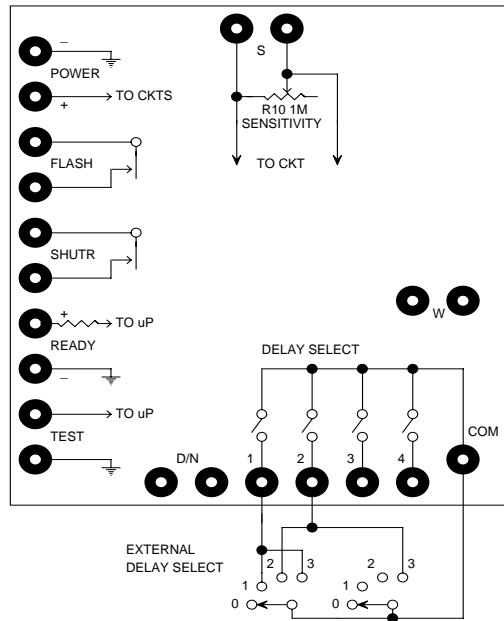 –
POWER
+
TO CKTS
S
R10 1M
SENSITIVITY
TO CKT
FLASH
SHUTR
+
TO uP
READY
–
TO uP
TEST
W
DELAY SELECT
COM
D/N
1
2
3
4
EXTERNAL
DELAY SELECT
0
1
2
3
0
1
2
3